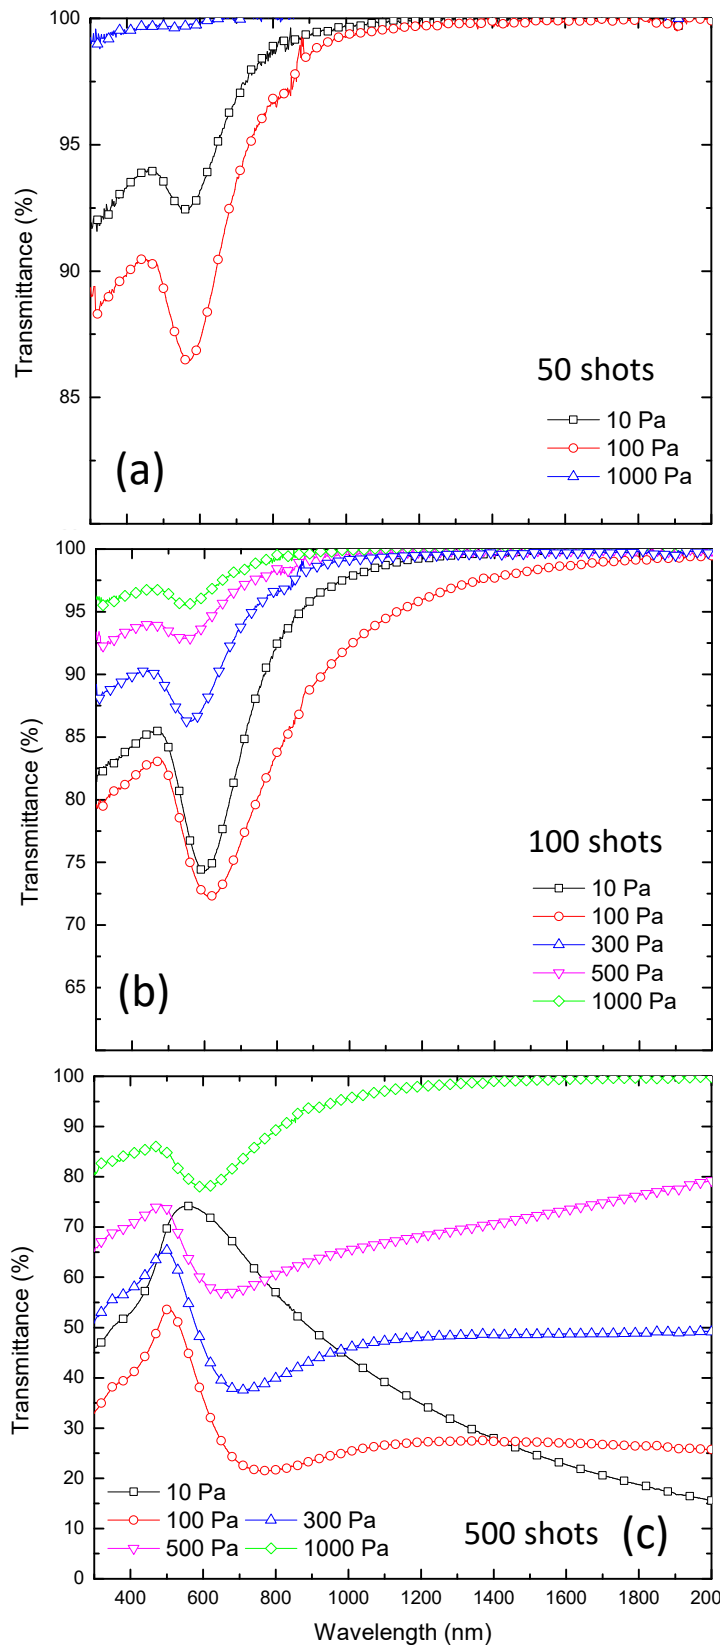 100
95
90
85
Transmittance (%)
50 shots
10 Pa
100 Pa
1000 Pa
(a)
100
95
90
85
80
75
70
65
Transmittance (%)
100 shots
10 Pa
100 Pa
300 Pa
500 Pa
1000 Pa
(b)
100
90
80
70
60
50
40
30
20
10
0
Transmittance (%)
10 Pa
100 Pa 300 Pa
500 Pa 1000 Pa
500 shots (c)
400 600 800 1000 1200 1400 1600 1800 200
Wavelength (nm)